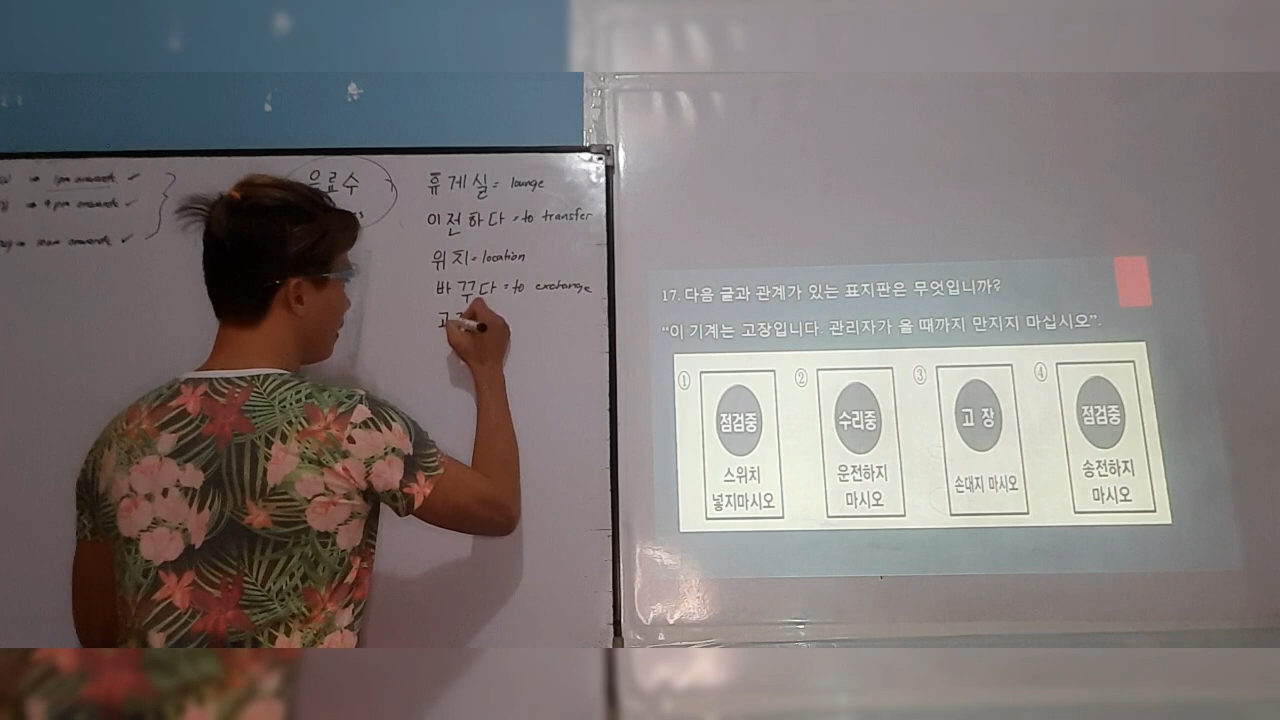 음료수
휴게실 = lounge
이전하다 = to transfer
위치 = location
바꾸다 = to exchange
고
17. 다음 글과 관계가 있는 표지판은 무엇입니까?
“이 기계는 고장입니다. 관리자가 올 때까지 만지지 마십시오”.
①
점검중
스위치
넣지마시오
②
수리중
운전하지
마시오
③
고 장
손대지 마시오
④
점검중
송전하지
마시오